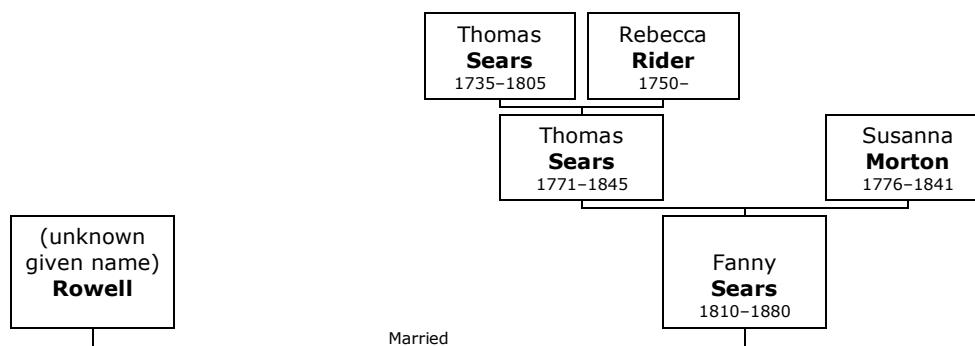 Thomas
Sears
1735–1805
Rebecca
Rider
1750–
Thomas
Sears
1771–1845
Susanna
Morton
1776–1841
(unknown
given name)
Rowell
Fanny
Sears
1810–1880
Married